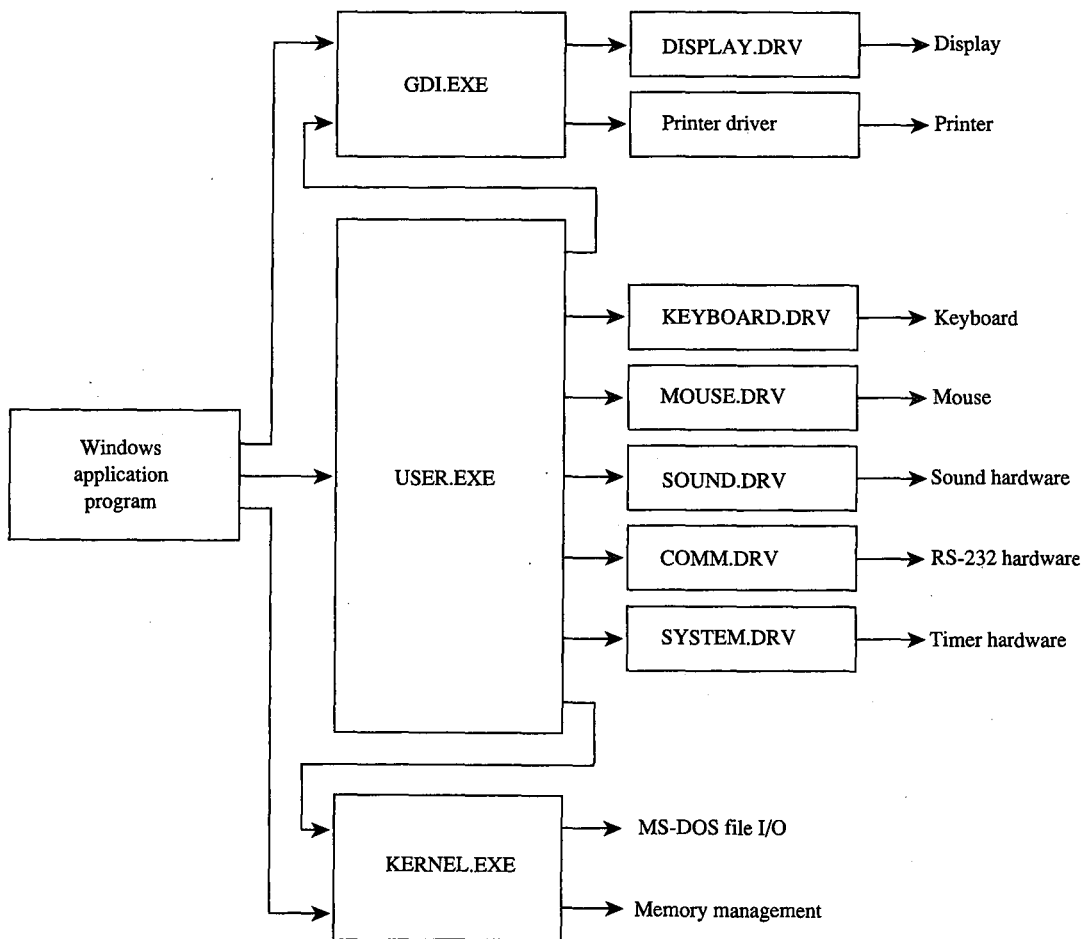 GDI.EXE
DISPLAY.DRV
Display
Printer driver
Printer
Windows
application
program
USER.EXE
KEYBOARD.DRV
Keyboard
MOUSE.DRV
Mouse
SOUND.DRV
Sound hardware
COMM.DRV
RS-232 hardware
SYSTEM.DRV
Timer hardware
KERNEL.EXE
MS-DOS file I/O
Memory management